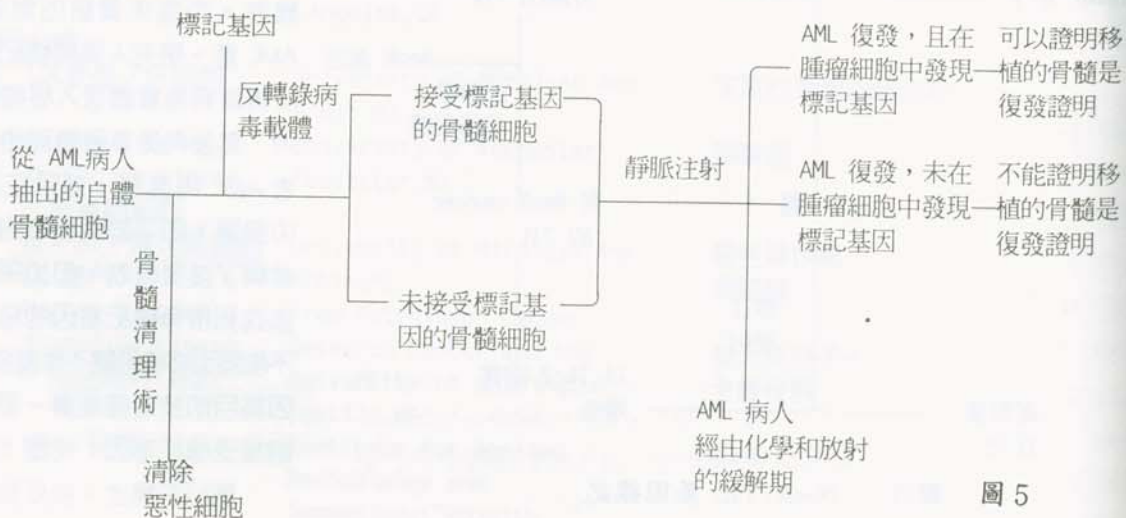 標記基因
反轉錄病
毒載體
接受標記基因
的骨髓細胞
從 AML病人
抽出的自體
骨髓細胞
骨髓清理術
清除
惡性細胞
未接受標記基
因的骨髓細胞
靜脈注射
AML 復發,且在
腫瘤細胞中發現
標記基因
可以證明移
植的骨髓是
復發證明
AML 復發,未在
腫瘤細胞中發現
標記基因
不能證明移
植的骨髓是
復發證明
AML 病人
經由化學和放射
的緩解期
圖 5